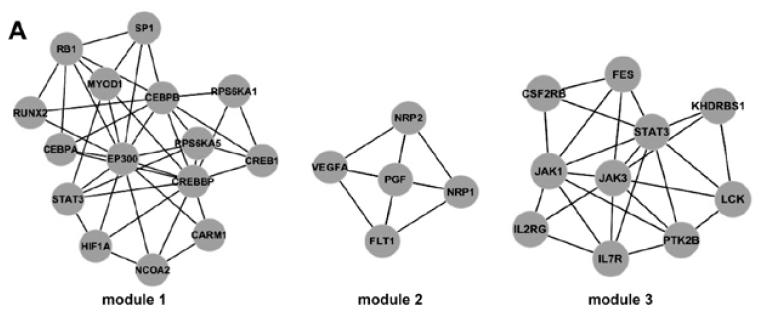 A
SP1
RB1
MYOD1
CEBPB
RPS6KA1
RUNX2
CEBPA
EP300
RPS6KA5
CREB1
CREBBP
STAT3
CARM1
HIF1A
NCOA2
module 1
NRP2
VEGFA
PGF
NRP1
FLT1
module 2
FES
CSF2RB
KHDRBS1
STAT3
JAK1
JAK3
LCK
IL2RG
PTK2B
IL7R
module 3